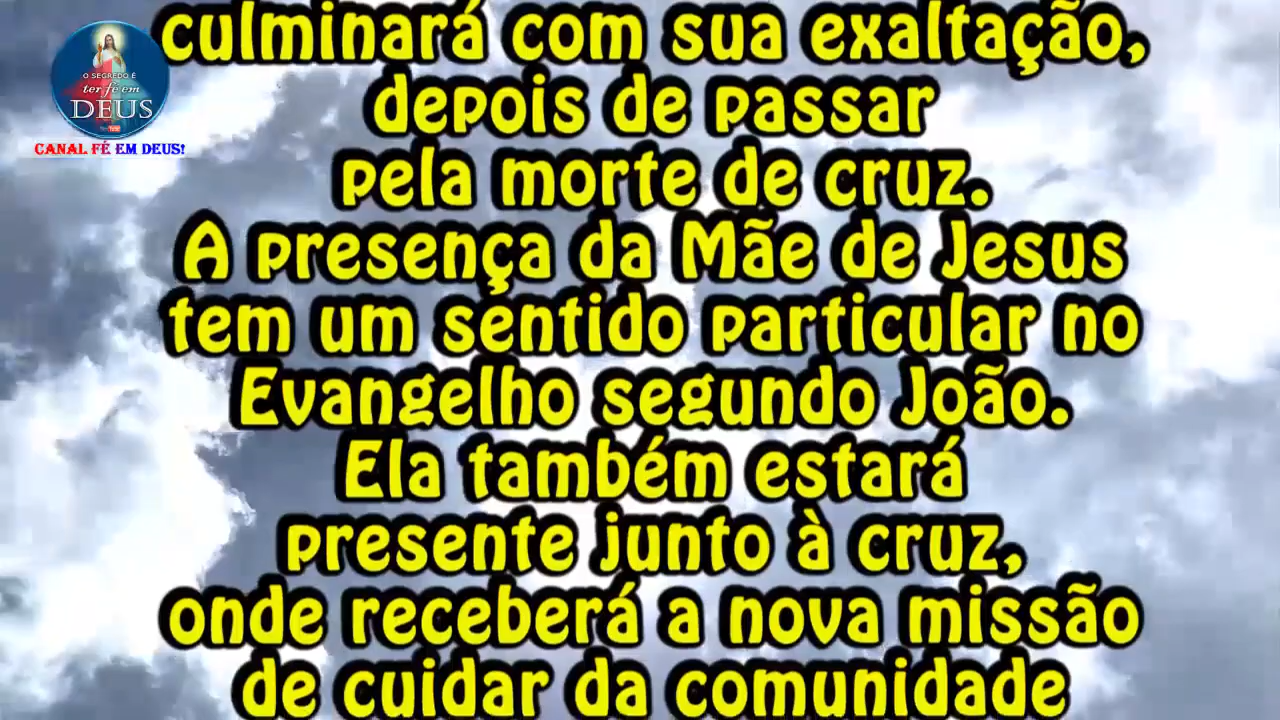 culminará com sua exaltação,
depois de passar
pela morte de cruz.
A presença da Mãe de Jesus
tem um sentido particular no
Evangelho segundo João.
Ela também estará
presente junto à cruz,
onde receberá a nova missão
de cuidar da comunidade
O SEGREDO É
ter fé em
DEUS
CANAL FÉ EM DEUS!